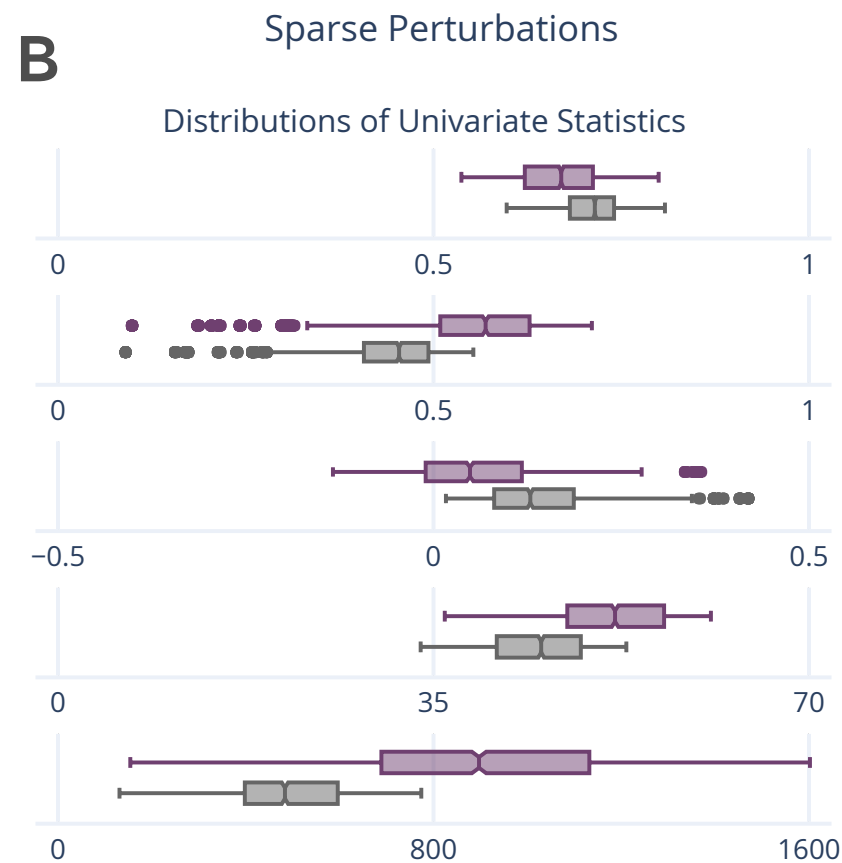 Sparse Perturbations
B
Distributions of Univariate Statistics
0 0.5 1
0 0.5 1
−0.5 0 0.5
0 35 70
0 800 1600